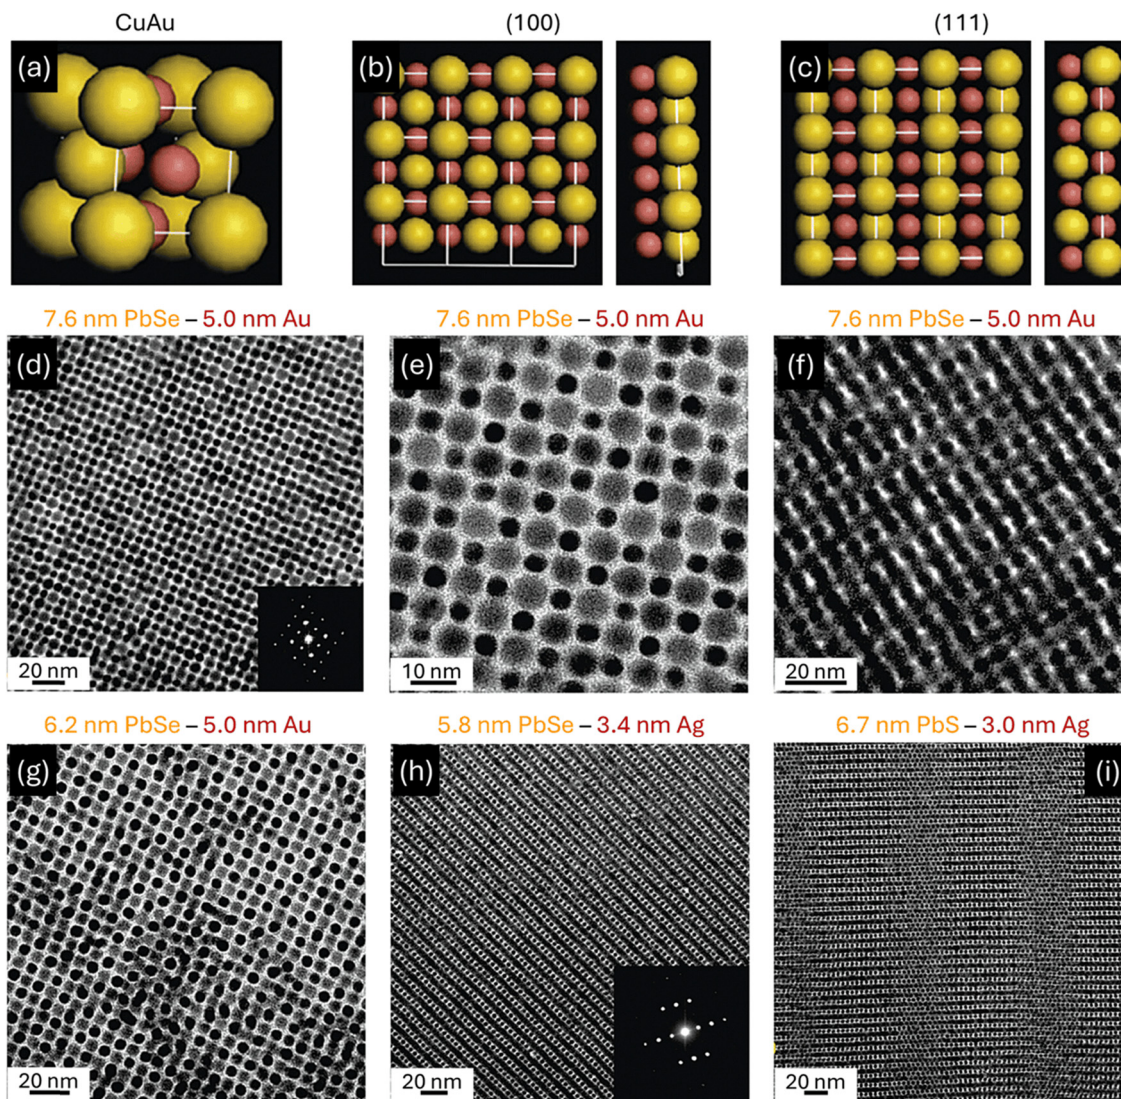 CuAu
(100)
(111)
(a)
(b)
(c)
7.6 nm PbSe – 5.0 nm Au
7.6 nm PbSe – 5.0 nm Au
7.6 nm PbSe – 5.0 nm Au
(d)
(e)
(f)
20 nm
10 nm
20 nm
6.2 nm PbSe – 5.0 nm Au
5.8 nm PbSe – 3.4 nm Ag
6.7 nm PbS – 3.0 nm Ag
(g)
(h)
(i)
20 nm
20 nm
20 nm